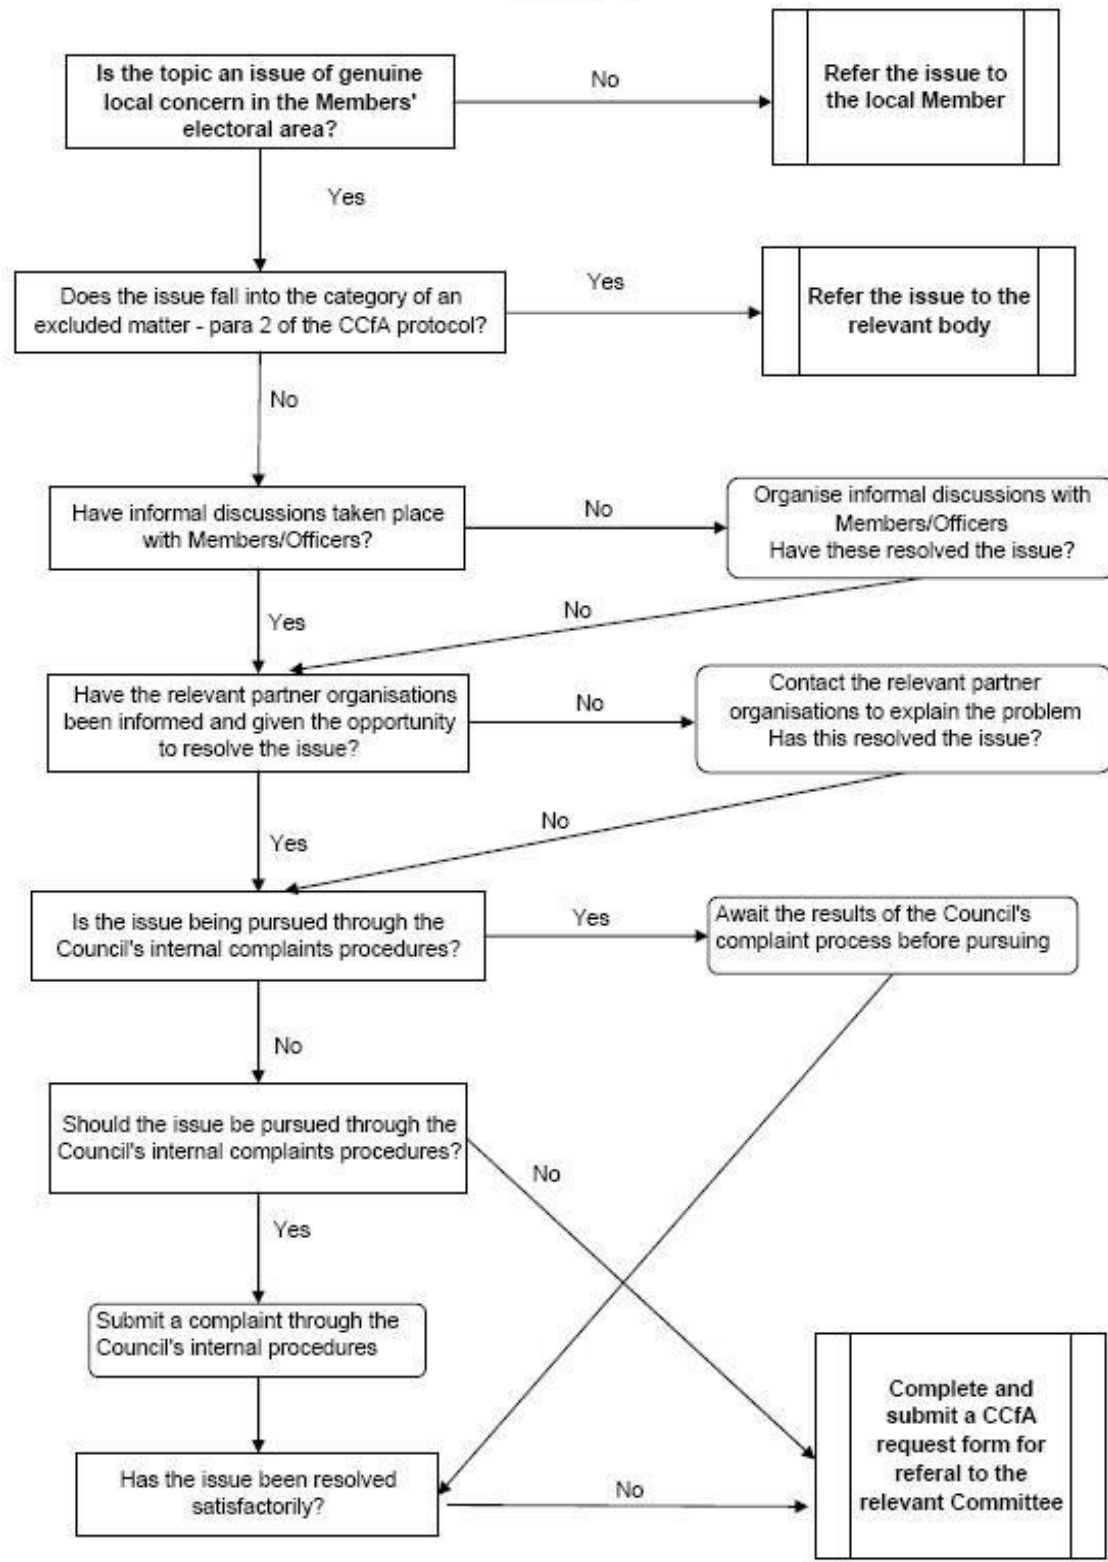 Is the topic an issue of genuine
local concern in the Members'
electoral area?
No
Refer the issue to
the local Member
Yes
Does the issue fall into the category of an
excluded matter - para 2 of the CCfA protocol?
Yes
Refer the issue to the
relevant body
No
Have informal discussions taken place
with Members/Officers?
No
Organise informal discussions with
Members/Officers
Have these resolved the issue?
Yes
No
Have the relevant partner organisations
been informed and given the opportunity
to resolve the issue?
No
Contact the relevant partner
organisations to explain the problem
Has this resolved the issue?
Yes
No
Is the issue being pursued through the
Council's internal complaints procedures?
Yes
Await the results of the Council's
complaint process before pursuing
No
Should the issue be pursued through the
Council's internal complaints procedures?
No
Yes
Submit a complaint through the
Council's internal procedures
Has the issue been resolved
satisfactorily?
No
Complete and
submit a CCfA
request form for
referal to the
relevant Committee